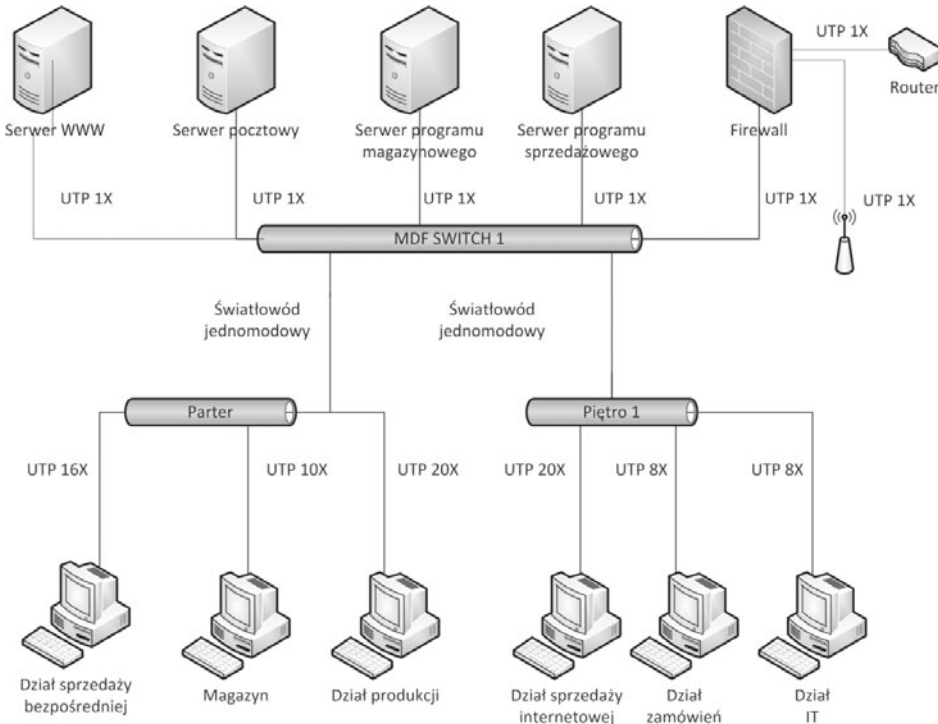 UTP 1X
Router
Serwer WWW
Serwer pocztowy
Serwer programu
magazynowego
Serwer programu
sprzedażowego
Firewall
UTP 1X
UTP 1X
UTP 1X
UTP 1X
UTP 1X
UTP 1X
MDF SWITCH 1
Światłowód
jednomodowy
Światłowód
jednomodowy
Parter
Piętro 1
UTP 16X
UTP 10X
UTP 20X
UTP 20X
UTP 8X
UTP 8X
Dział sprzedaży
bezpośredniej
Magazyn
Dział produkcji
Dział sprzedaży
internetowej
Dział
zamówień
Dział
IT